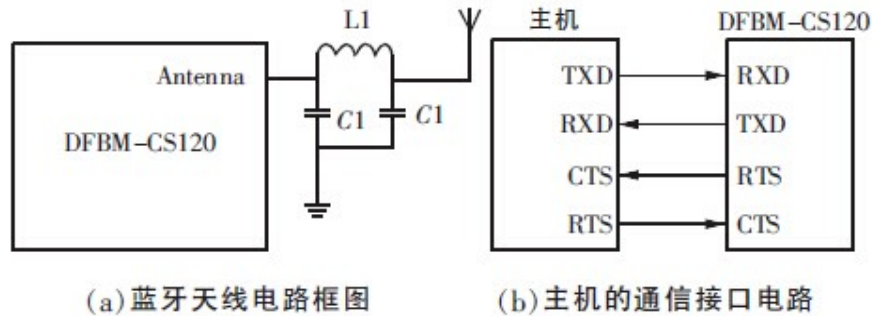 L1
Antenna
C1
C1
DFBM-CS120
(a)蓝牙天线电路框图
主机
DFBM-CS120
TXD
RXD
RXD
TXD
CTS
RTS
RTS
CTS
(b)主机的通信接口电路